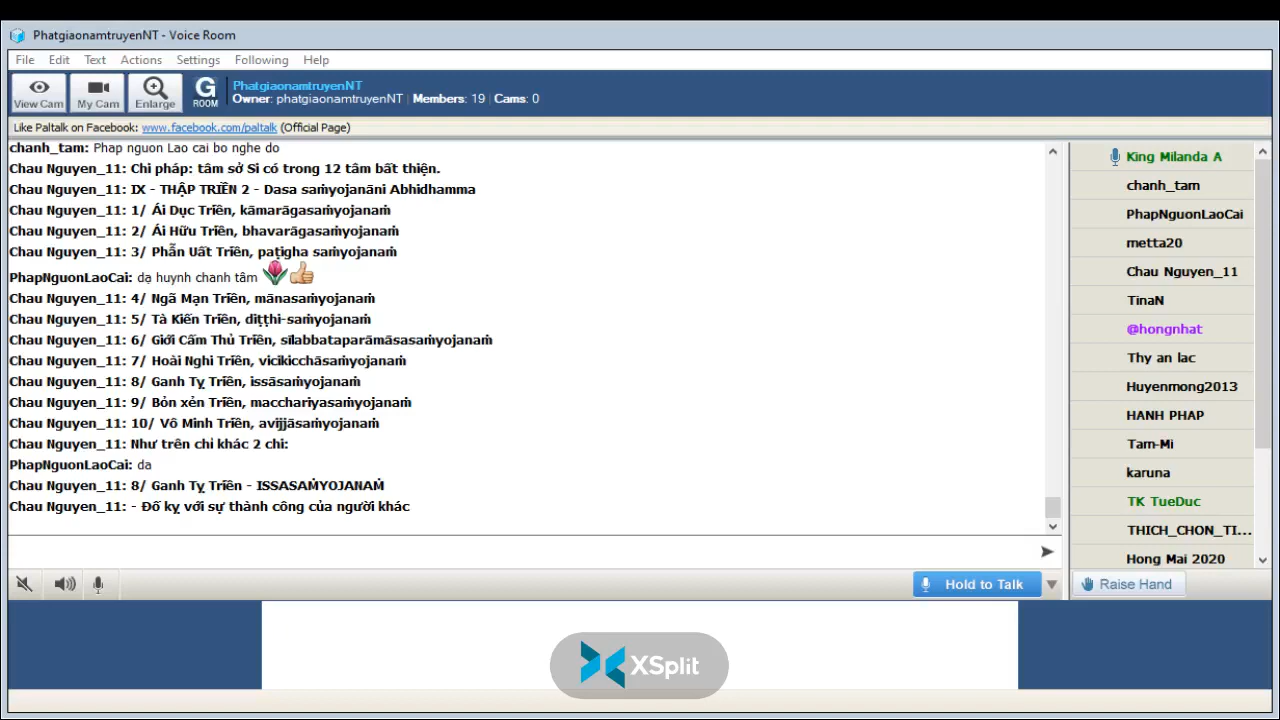 PhatgiaonamtruyenNT - Voice Room
File Edit Text Actions Settings Following Help
View Cam My Cam Enlarge G ROOM
PhatgiaonamtruyenNT
Owner: phatgiaonamtruyenNT | Members: 19 | Cams: 0
Like Paltalk on Facebook: www.facebook.com/paltalk (Official Page)
chanh_tam: Phap nguon Lao cai bo nghe do
Chau Nguyen_11: Chi pháp: tâm sở Si có trong 12 tâm bất thiện.
Chau Nguyen_11: IX - THẬP TRIỀN 2 - Dasa saṁyojanāni Abhidhamma
Chau Nguyen_11: 1/ Ái Dục Triền, kāmarāgasaṁyojanaṁ
Chau Nguyen_11: 2/ Ái Hữu Triền, bhavarāgasaṁyojanaṁ
Chau Nguyen_11: 3/ Phẫn Uất Triền, paṭigha saṁyojanaṁ
PhapNguonLaoCai: dạ huynh chanh tâm
Chau Nguyen_11: 4/ Ngã Mạn Triền, mānasaṁyojanaṁ
Chau Nguyen_11: 5/ Tà Kiến Triền, diṭṭhi-saṁyojanaṁ
Chau Nguyen_11: 6/ Giới Cấm Thủ Triền, sīlabbataparāmāsasaṁyojanaṁ
Chau Nguyen_11: 7/ Hoài Nghi Triền, vicikicchāsaṁyojanaṁ
Chau Nguyen_11: 8/ Ganh Tỵ Triền, issāsaṁyojanaṁ
Chau Nguyen_11: 9/ Bỏn xẻn Triền, macchariyasaṁyojanaṁ
Chau Nguyen_11: 10/ Vô Minh Triền, avijjāsaṁyojanaṁ
Chau Nguyen_11: Như trên chỉ khác 2 chi:
PhapNguonLaoCai: da
Chau Nguyen_11: 8/ Ganh Tỵ Triền - ISSASAṀYOJANAṀ
Chau Nguyen_11: - Đố kỵ với sự thành công của người khác
King Milanda A
chanh_tam
PhapNguonLaoCai
metta20
Chau Nguyen_11
TinaN
@hongnhat
Thy an lac
Huyenmong2013
HANH PHAP
Tam-Mi
karuna
TK TueDuc
THICH_CHON_TI...
Hong Mai 2020
Hold to Talk
Raise Hand
XSplit